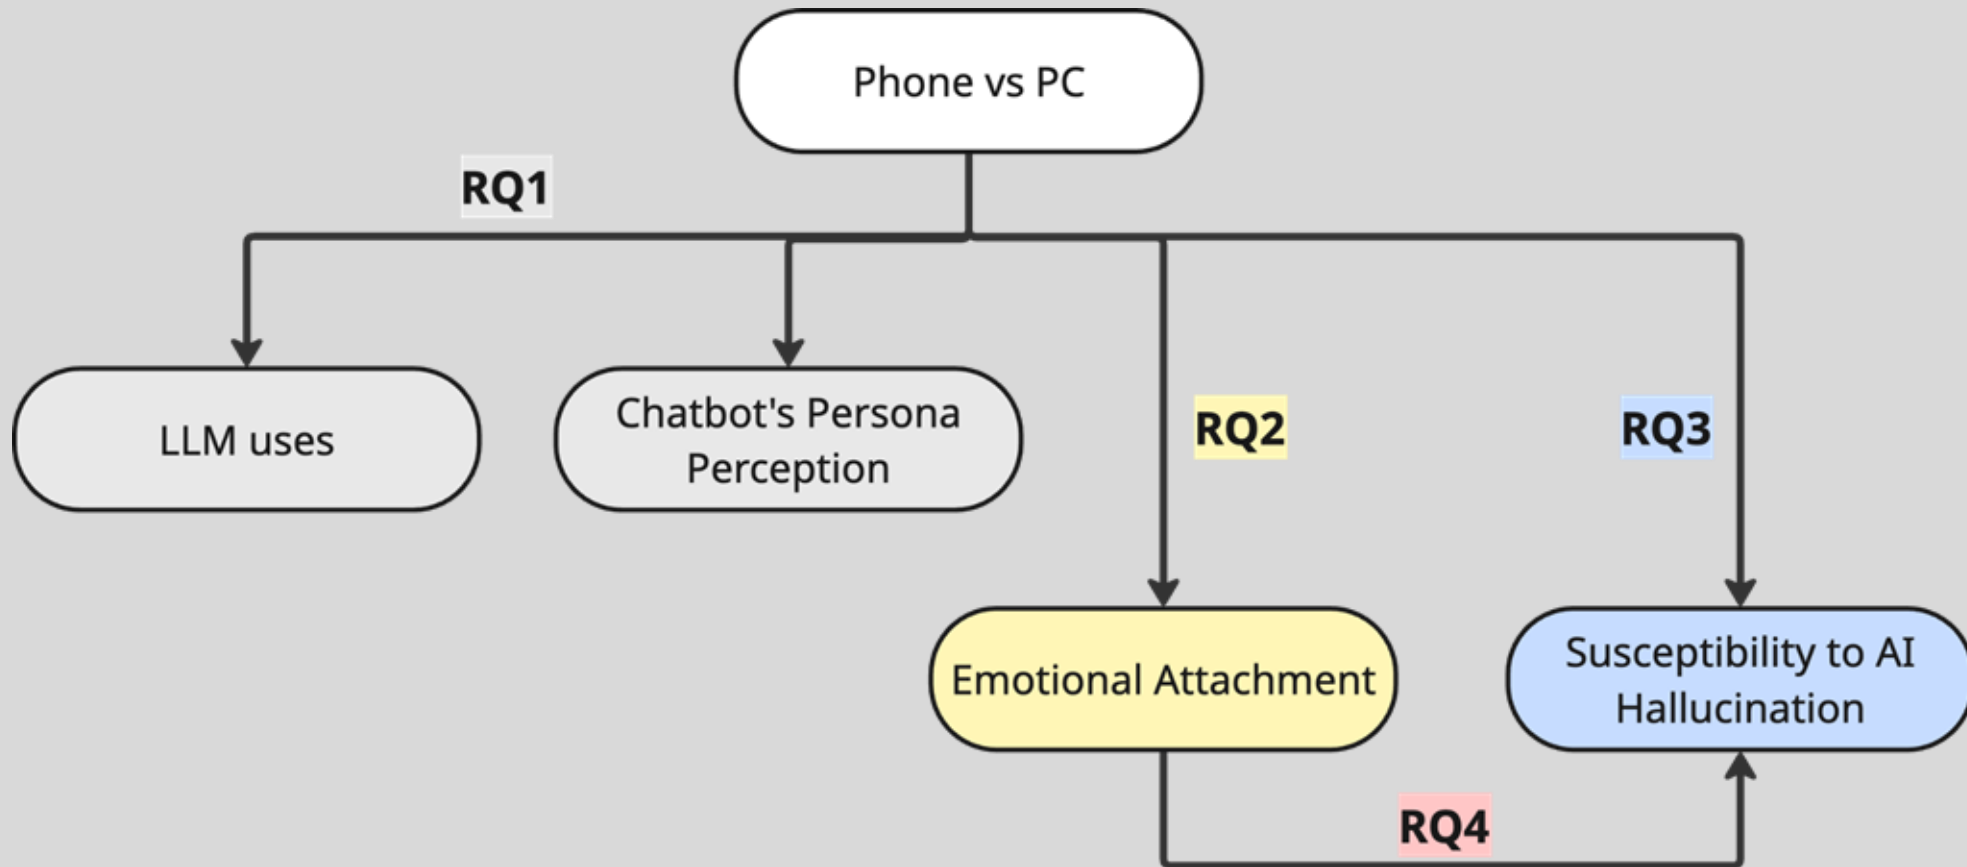 Phone vs PC
RQ1
LLM uses
Chatbot's Persona
Perception
RQ2
RQ3
Emotional Attachment
Susceptibility to AI
Hallucination
RQ4